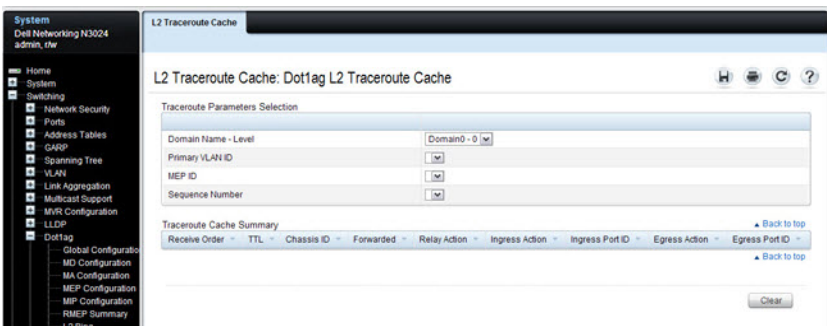 System
Dell Networking N3024
admin, r/w
Home
System
Switching
Network Security
Ports
Address Tables
GARP
Spanning Tree
VLAN
Link Aggregation
Multicast Support
MVR Configuration
LLDP
Dot1ag
Global Configuratio
MD Configuration
MA Configuration
MEP Configuration
MIP Configuration
RMEP Summary
L2 Ping
L2 Traceroute Cache
L2 Traceroute Cache: Dot1ag L2 Traceroute Cache
?
Traceroute Parameters Selection
Domain Name - Level Domain0 - 0
Primary VLAN ID
MEP ID
Sequence Number
Traceroute Cache Summary Back to top
Receive Order TTL Chassis ID Forwarded Relay Action Ingress Action Ingress Port ID Egress Action Egress Port ID
Back to top
Clear